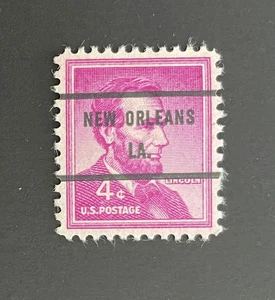 NEW ORLEANS
LA.
LINCOLN
4¢
U.S. POSTAGE